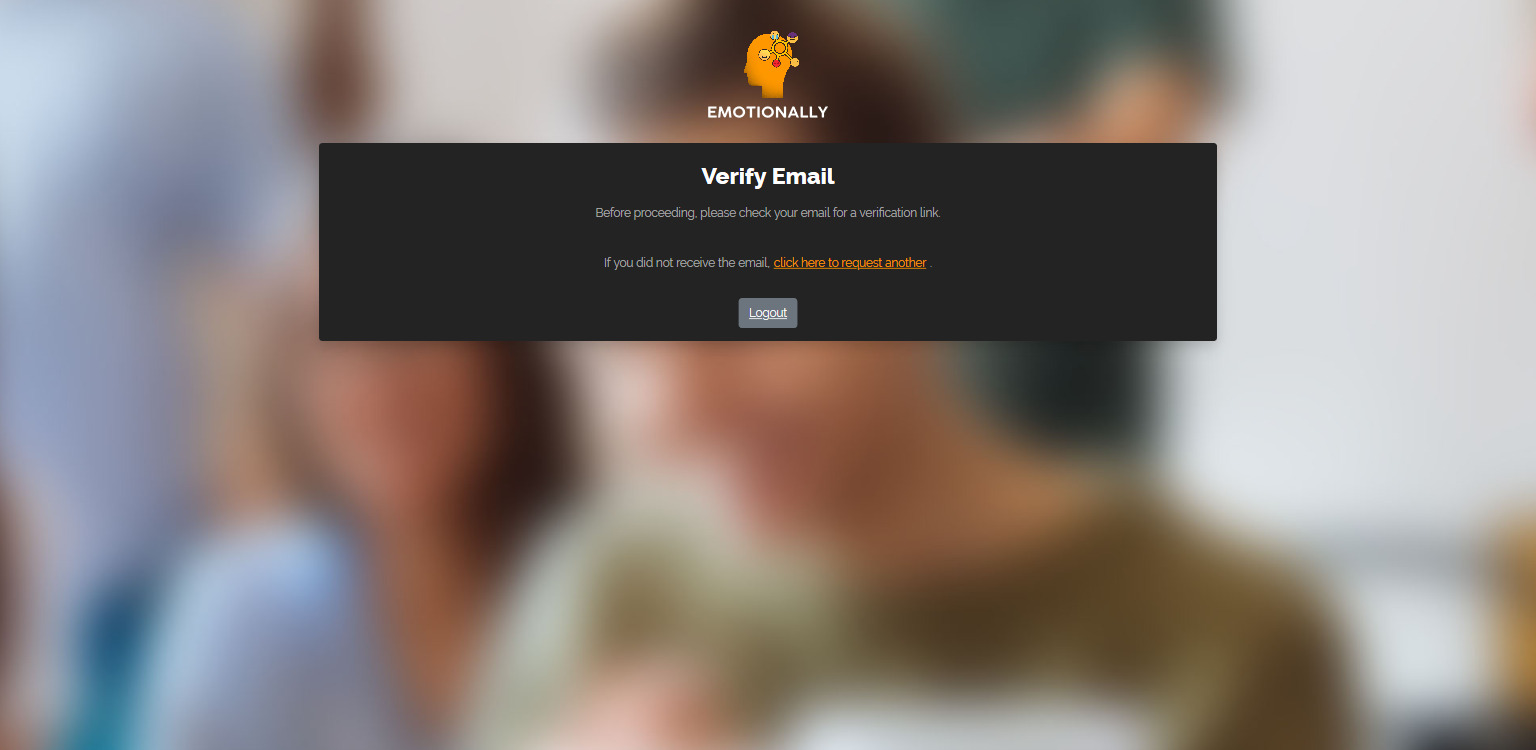 EMOTIONALLY
Verify Email
Before proceeding, please check your email for a verification link.
If you did not receive the email, click here to request another .
Logout